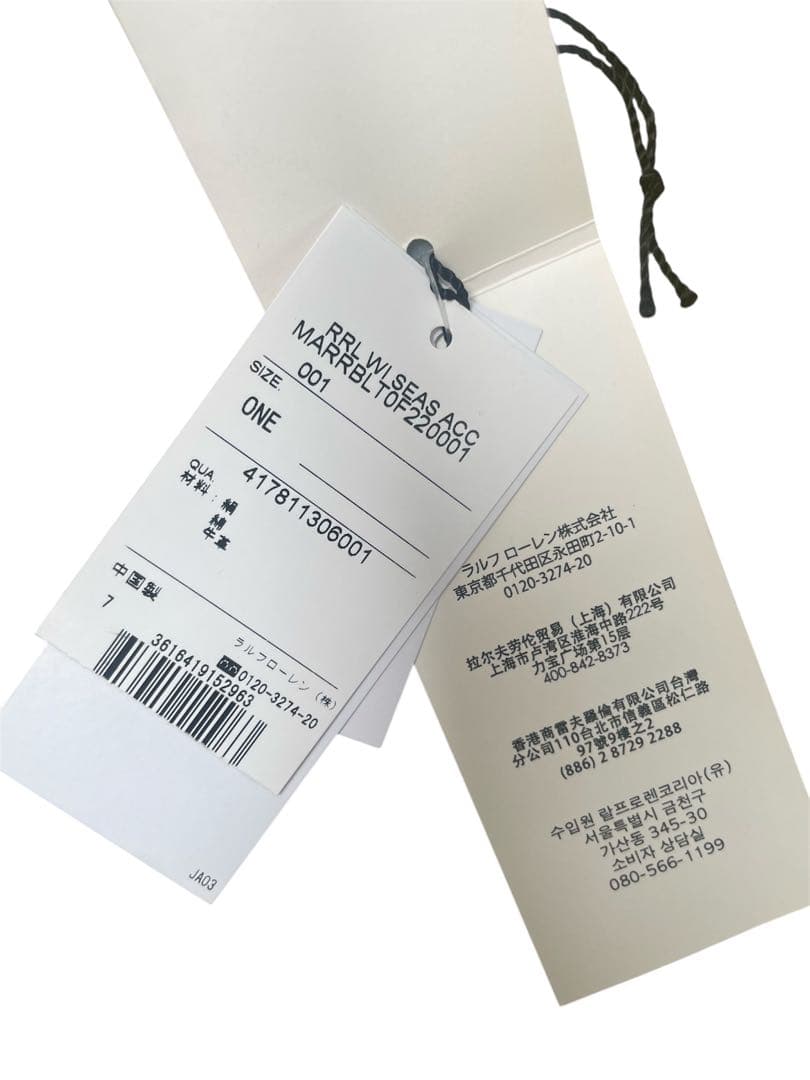 RRL WI SEAS ACC
MARRBLT0F220001
SIZE. 001
ONE
417811306001
QUA.
材料：絹
綿
牛革
中国製
7
ラルフローレン（株）
0120-3274-20
3616419152963
JA03
ラルフ ローレン株式会社
東京都千代田区永田町2-10-1
0120-3274-20
拉尔夫劳伦贸易（上海）有限公司
上海市卢湾区淮海中路222号
力宝广场第15层
400-842-8373
香港商雷夫羅倫有限公司台灣
分公司110台北市信義區松仁路
97號9樓之2
(886) 2 8729 2288
수입원 랄프로렌코리아(유)
서울특별시 금천구
가산동 345-30
소비자 상담실
080-566-1199